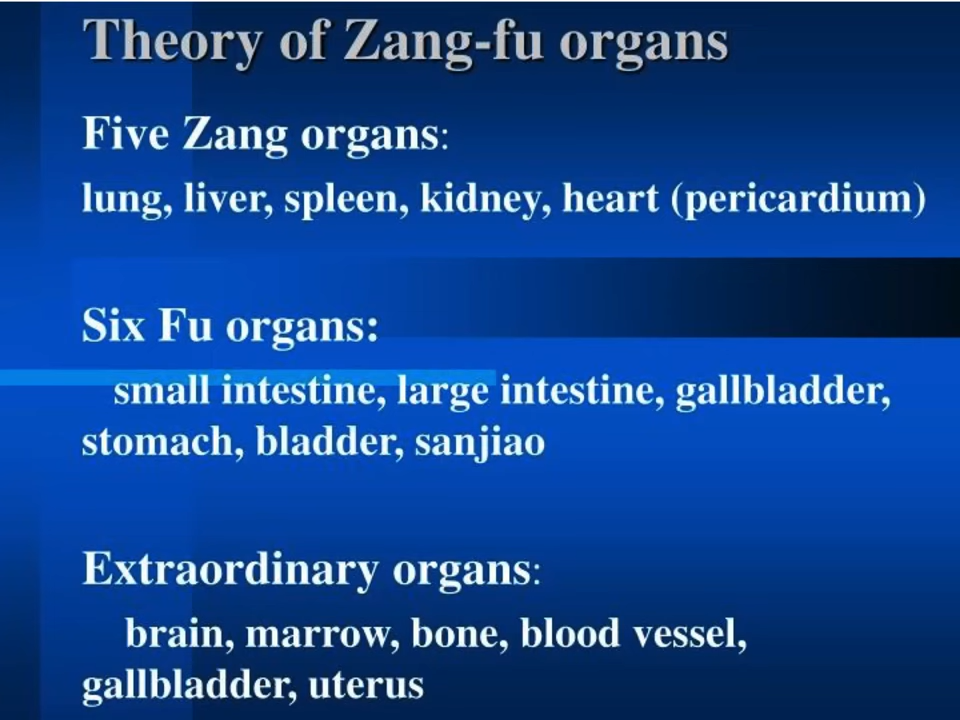 Theory of Zang-fu organs
Five Zang organs:
lung, liver, spleen, kidney, heart (pericardium)
Six Fu organs:
small intestine, large intestine, gallbladder,
stomach, bladder, sanjiao
Extraordinary organs:
brain, marrow, bone, blood vessel,
gallbladder, uterus